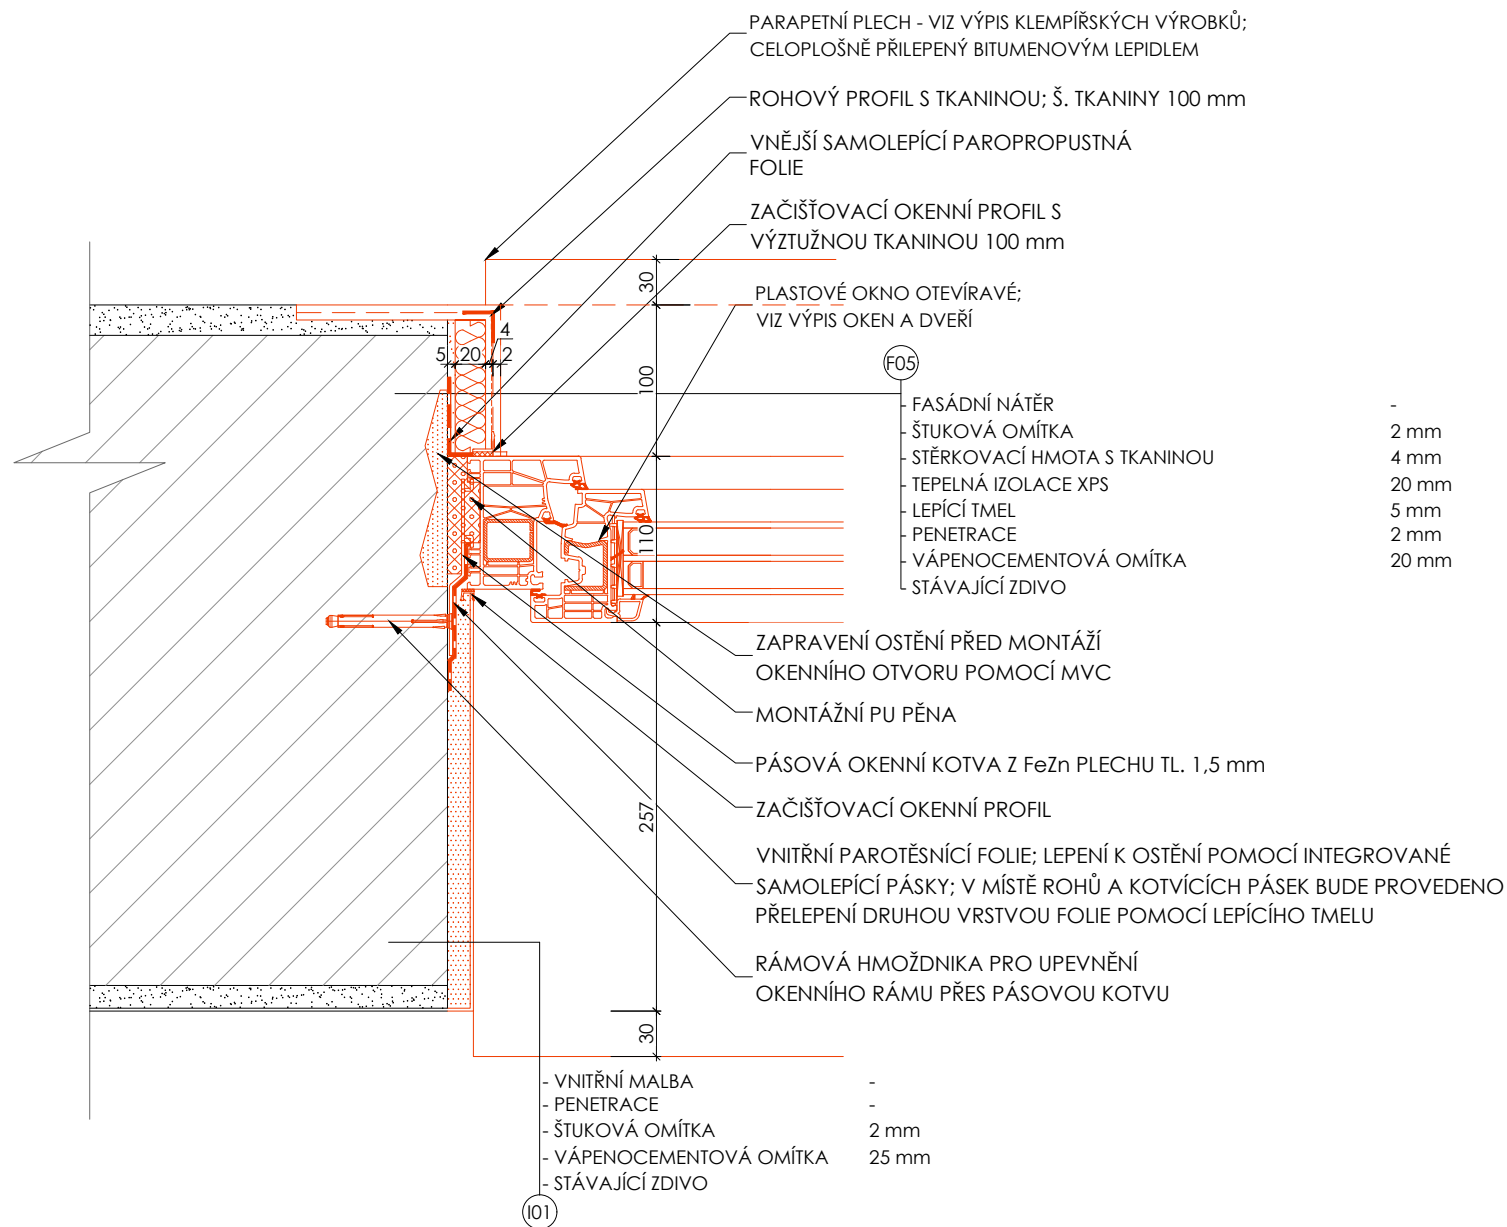 PARAPETNÍ PLECH - VIZ VÝPIS KLEMPÍŘSKÝCH VÝROBKŮ;
CELOPLOŠNĚ PŘILEPENÝ BITUMENOVÝM LEPIDLEM
ROHOVÝ PROFIL S TKANINOU; Š. TKANINY 100 mm
VNĚJŠÍ SAMOLEPÍCÍ PAROPROPUSTNÁ
FOLIE
ZAČIŠŤOVACÍ OKENNÍ PROFIL S
VÝZTUŽNOU TKANINOU 100 mm
30
PLASTOVÉ OKNO OTEVÍRAVÉ;
VIZ VÝPIS OKEN A DVEŘÍ
4
5 20 2
100
F05
- FASÁDNÍ NÁTĚR -
- ŠTUKOVÁ OMÍTKA 2 mm
- STĚRKOVACÍ HMOTA S TKANINOU 4 mm
- TEPELNÁ IZOLACE XPS 20 mm
- LEPÍCÍ TMEL 5 mm
- PENETRACE 2 mm
- VÁPENOCEMENTOVÁ OMÍTKA 20 mm
- STÁVAJÍCÍ ZDIVO
110
ZAPRAVENÍ OSTĚNÍ PŘED MONTÁŽÍ
OKENNÍHO OTVORU POMOCÍ MVC
MONTÁŽNÍ PU PĚNA
PÁSOVÁ OKENNÍ KOTVA Z FeZn PLECHU TL. 1,5 mm
ZAČIŠŤOVACÍ OKENNÍ PROFIL
257
VNITŘNÍ PAROTĚSNÍCÍ FOLIE; LEPENÍ K OSTĚNÍ POMOCÍ INTEGROVANÉ
SAMOLEPÍCÍ PÁSKY; V MÍSTĚ ROHŮ A KOTVÍCÍCH PÁSEK BUDE PROVEDENO
PŘELEPENÍ DRUHOU VRSTVOU FOLIE POMOCÍ LEPÍCÍHO TMELU
RÁMOVÁ HMOŽDNIKA PRO UPEVNĚNÍ
OKENNÍHO RÁMU PŘES PÁSOVOU KOTVU
30
- VNITŘNÍ MALBA -
- PENETRACE -
- ŠTUKOVÁ OMÍTKA 2 mm
- VÁPENOCEMENTOVÁ OMÍTKA 25 mm
- STÁVAJÍCÍ ZDIVO
I01